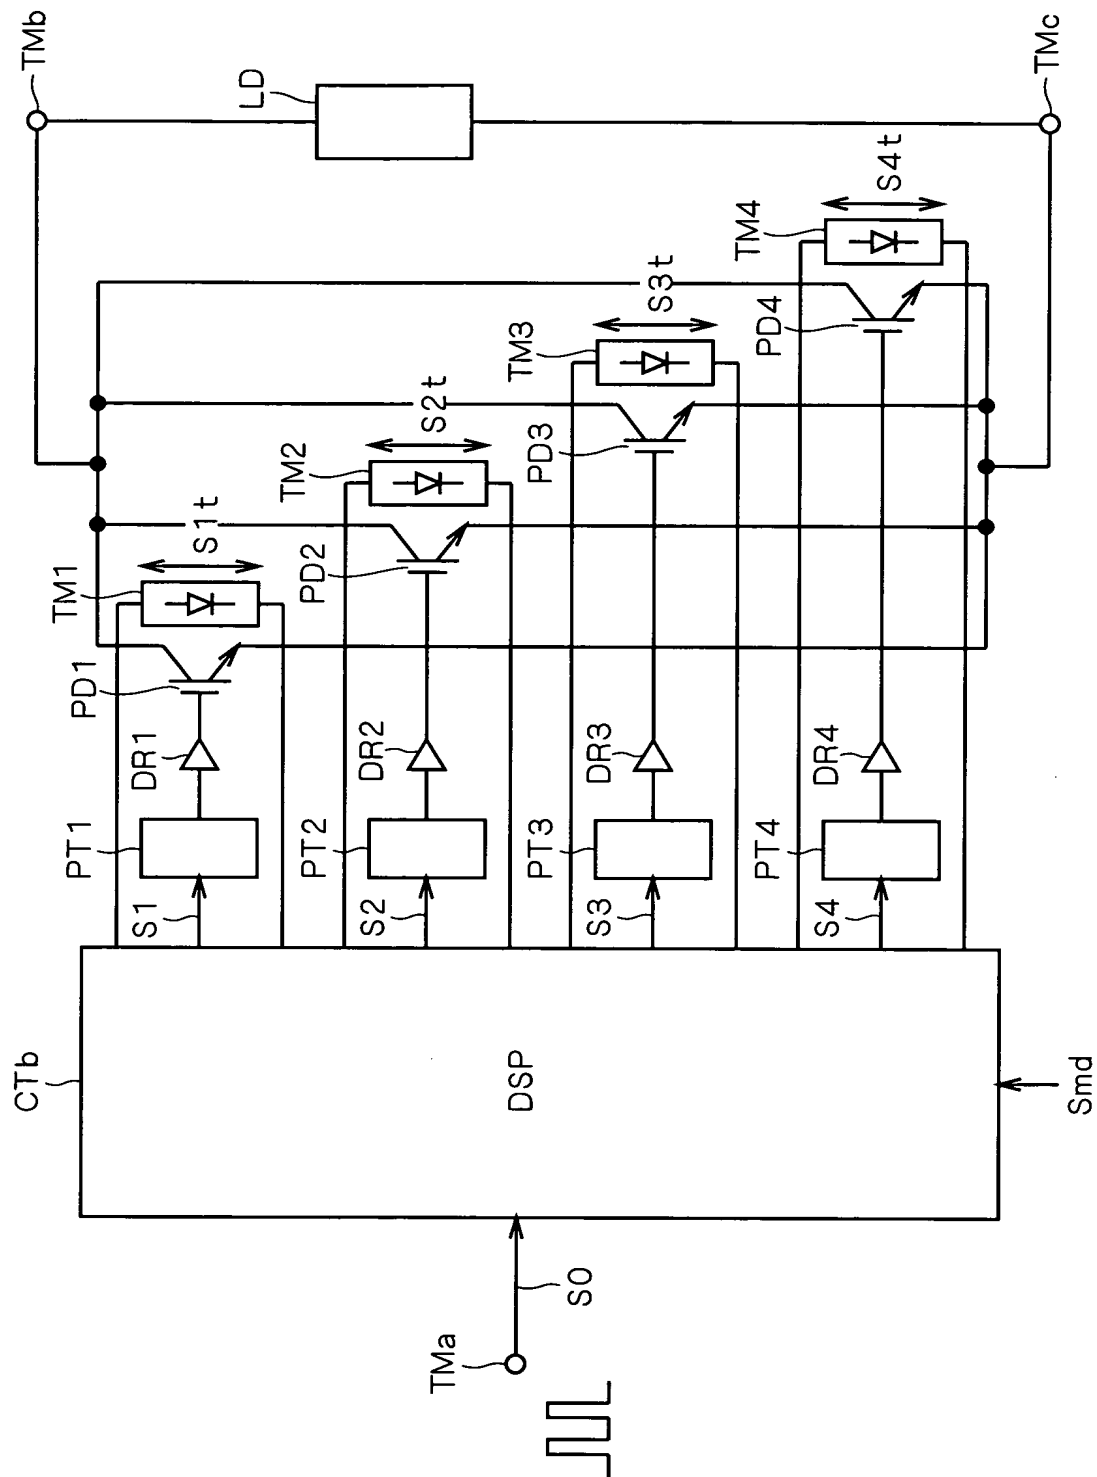 TMb
LD
TMc
TM1
S1t
TM2
S2t
TM3
S3t
TM4
S4t
PD1
PD2
PD3
PD4
DR1
DR2
DR3
DR4
PT1
PT2
PT3
PT4
S1
S2
S3
S4
CTb
DSP
Smd
S0
TMa